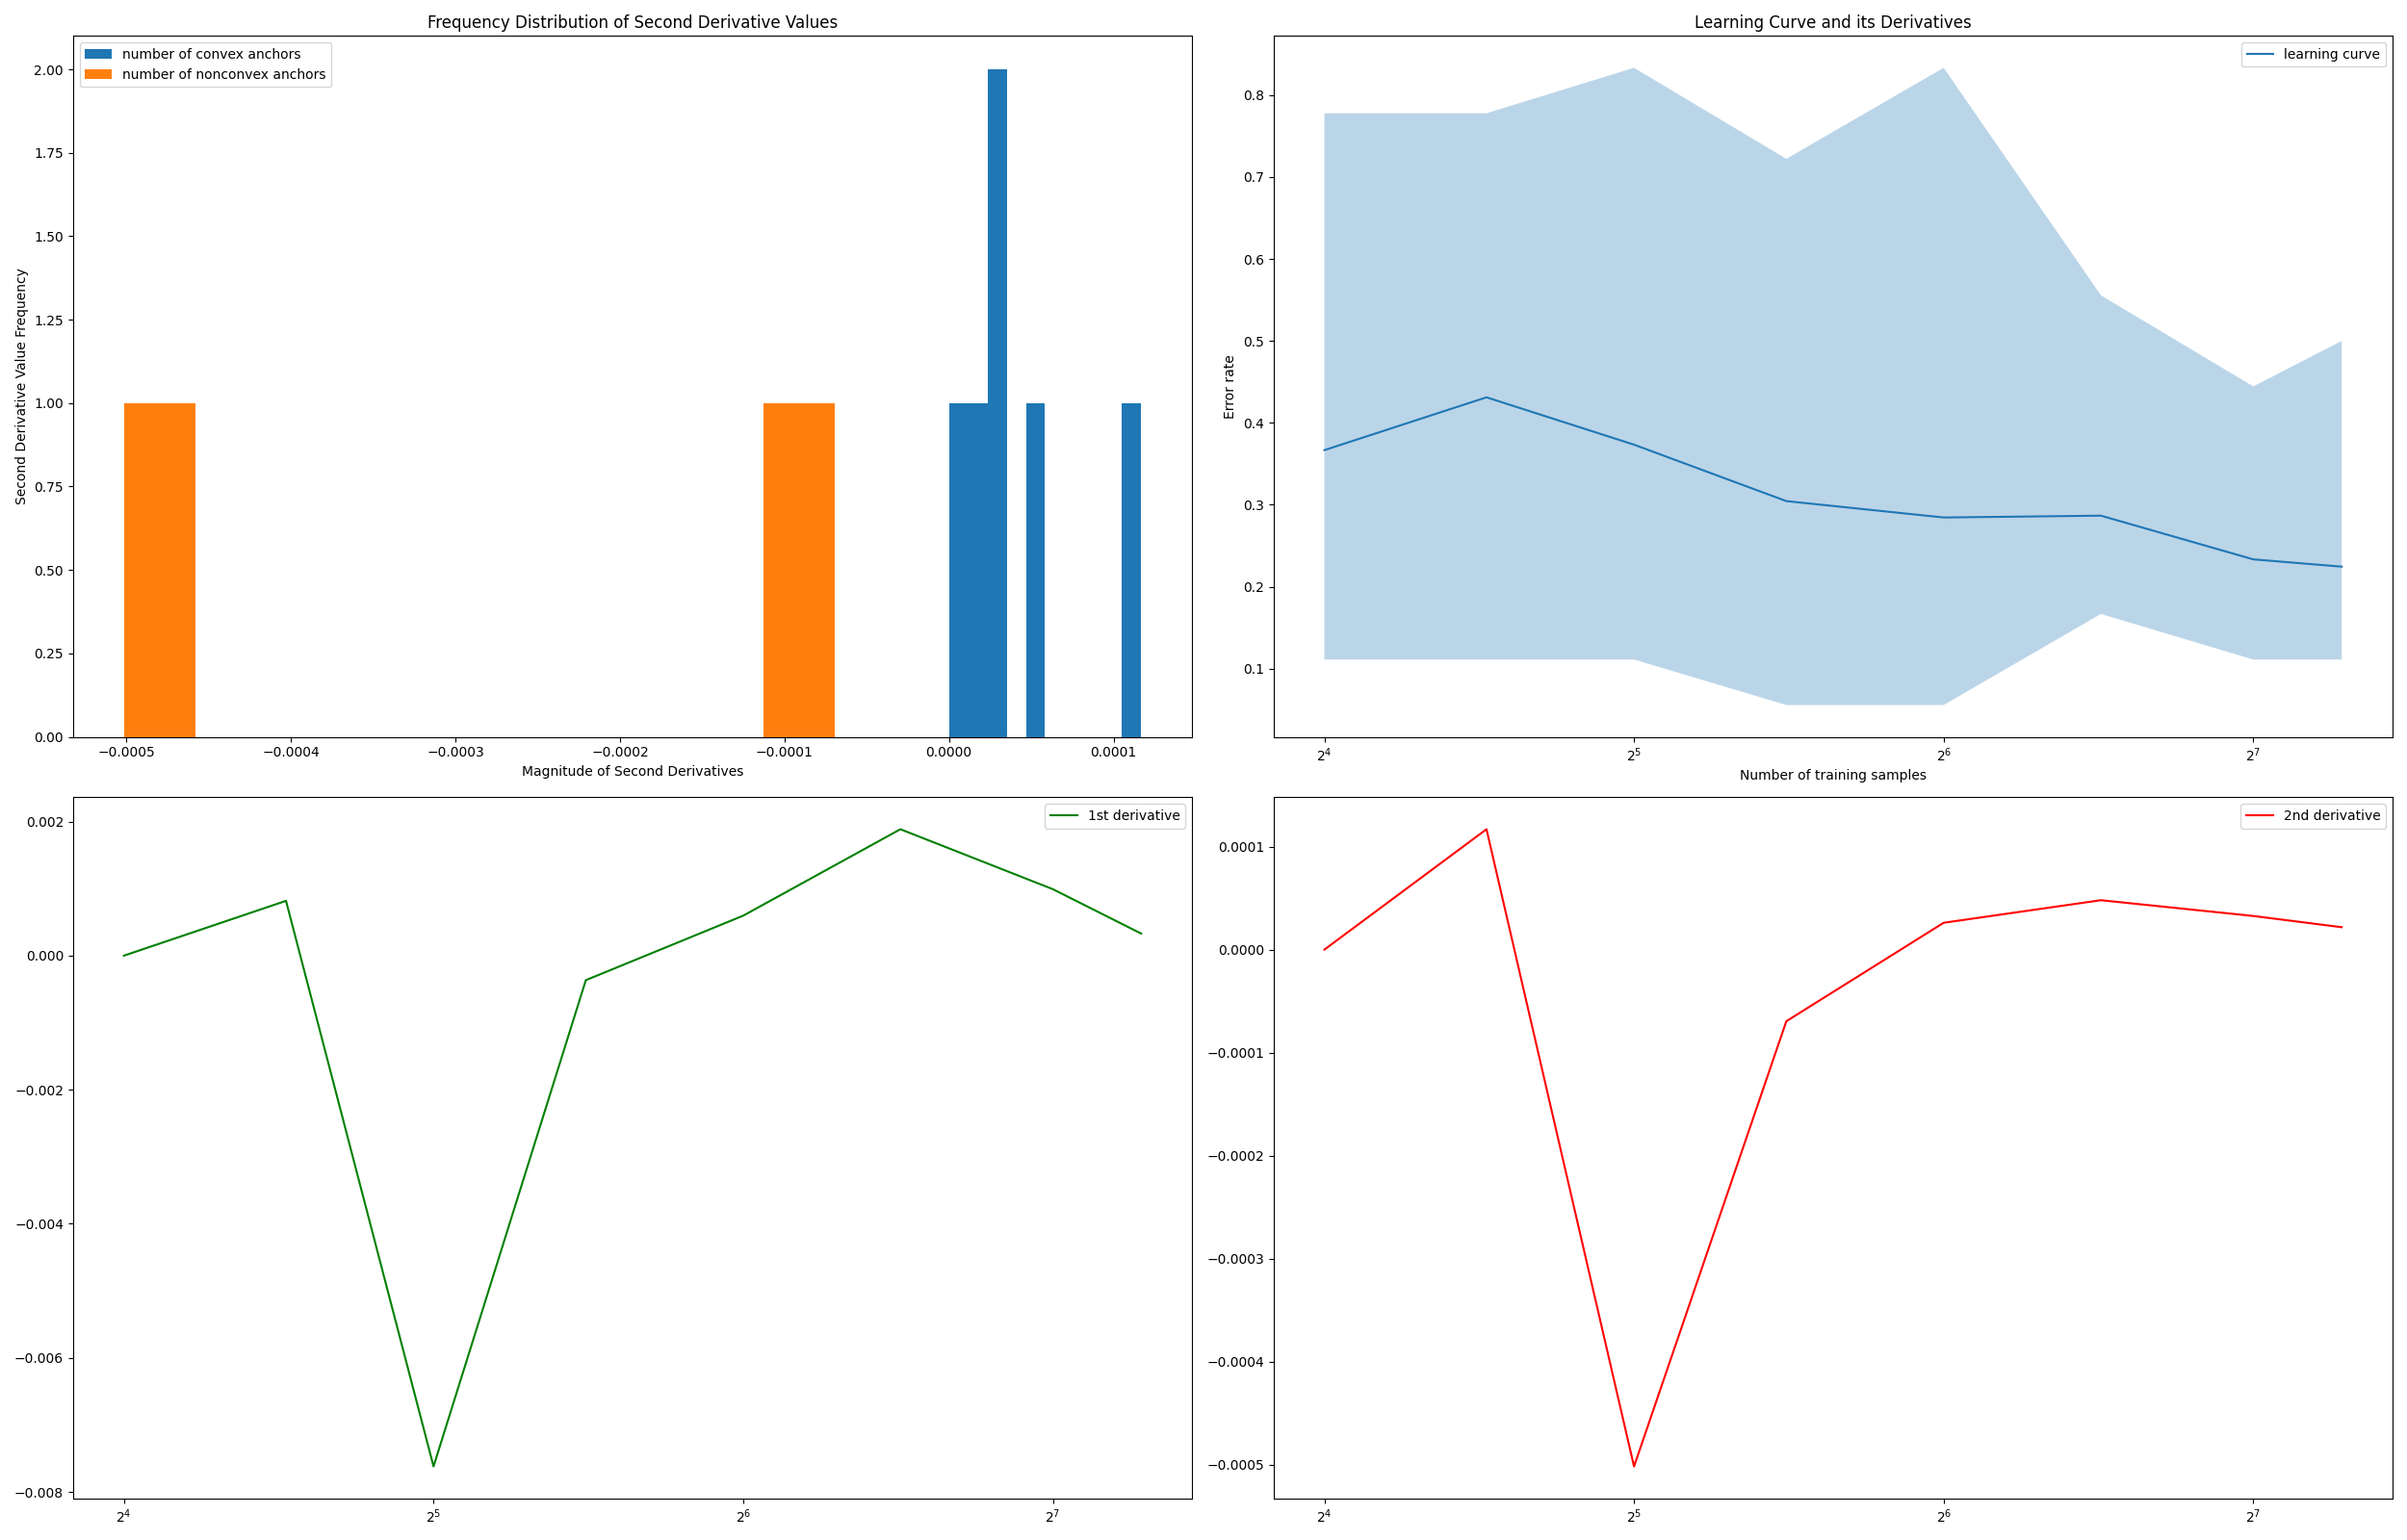 Frequency Distribution of Second Derivative Values
number of convex anchors
number of nonconvex anchors
Second Derivative Value Frequency
2.00
1.75
1.50
1.25
1.00
0.75
0.50
0.25
0.00
−0.0005 −0.0004 −0.0003 −0.0002 −0.0001 0.0000 0.0001
Magnitude of Second Derivatives
Learning Curve and its Derivatives
learning curve
Error rate
0.8
0.7
0.6
0.5
0.4
0.3
0.2
0.1
2⁴ 2⁵ 2⁶ 2⁷
Number of training samples
1st derivative
0.002
0.000
−0.002
−0.004
−0.006
−0.008
2⁴ 2⁵ 2⁶ 2⁷
2nd derivative
0.0001
0.0000
−0.0001
−0.0002
−0.0003
−0.0004
−0.0005
2⁴ 2⁵ 2⁶ 2⁷